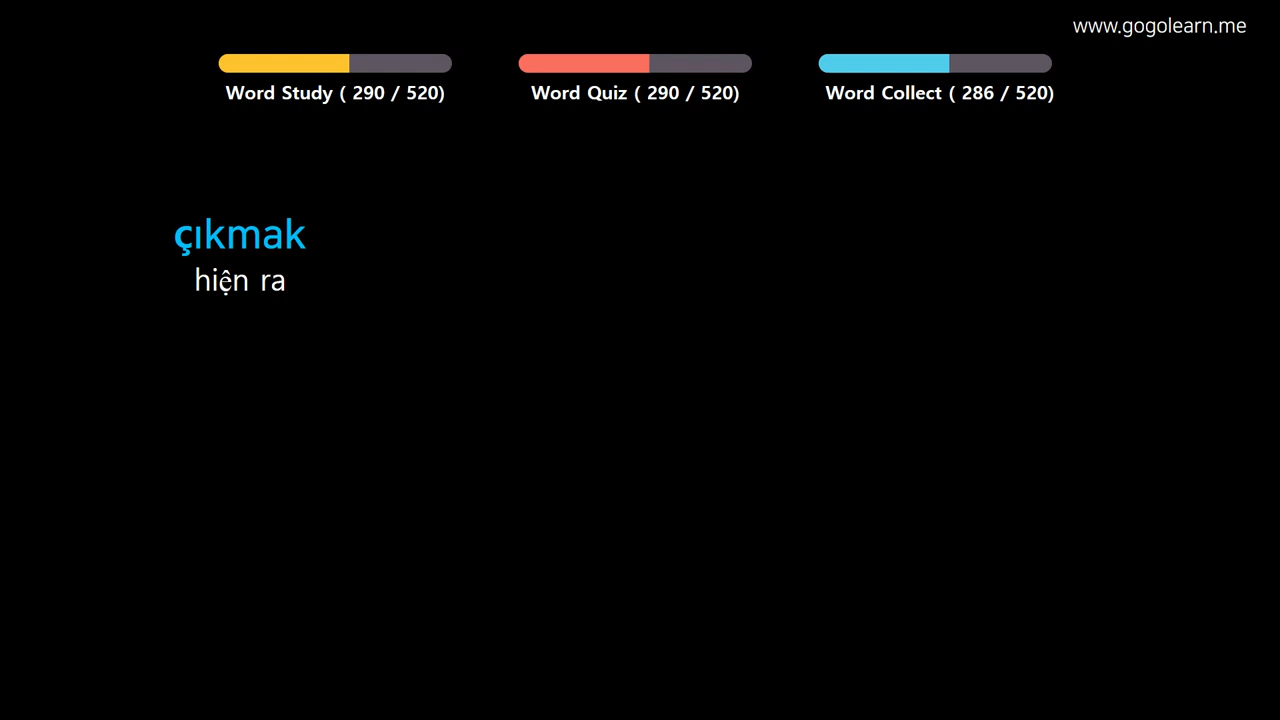 www.gogolearn.me
Word Study ( 290 / 520)
Word Quiz ( 290 / 520)
Word Collect ( 286 / 520)
çıkmak
hiện ra